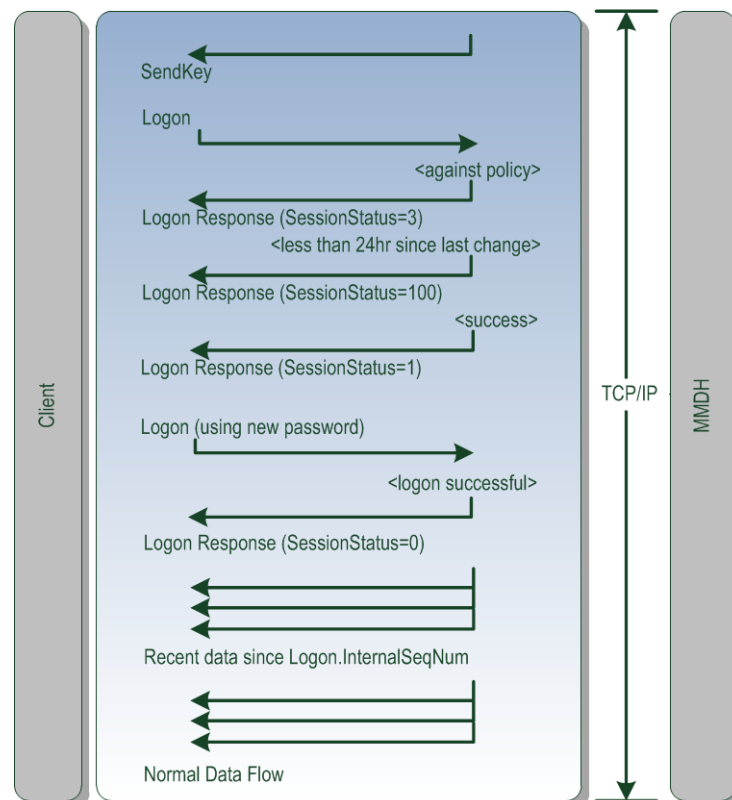 SendKey
Logon
<against policy>
Logon Response (SessionStatus=3)
<less than 24hr since last change>
Logon Response (SessionStatus=100)
<success>
Logon Response (SessionStatus=1)
Client
TCP/IP
MMDH
Logon (using new password)
<logon successful>
Logon Response (SessionStatus=0)
Recent data since Logon.InternalSeqNum
Normal Data Flow